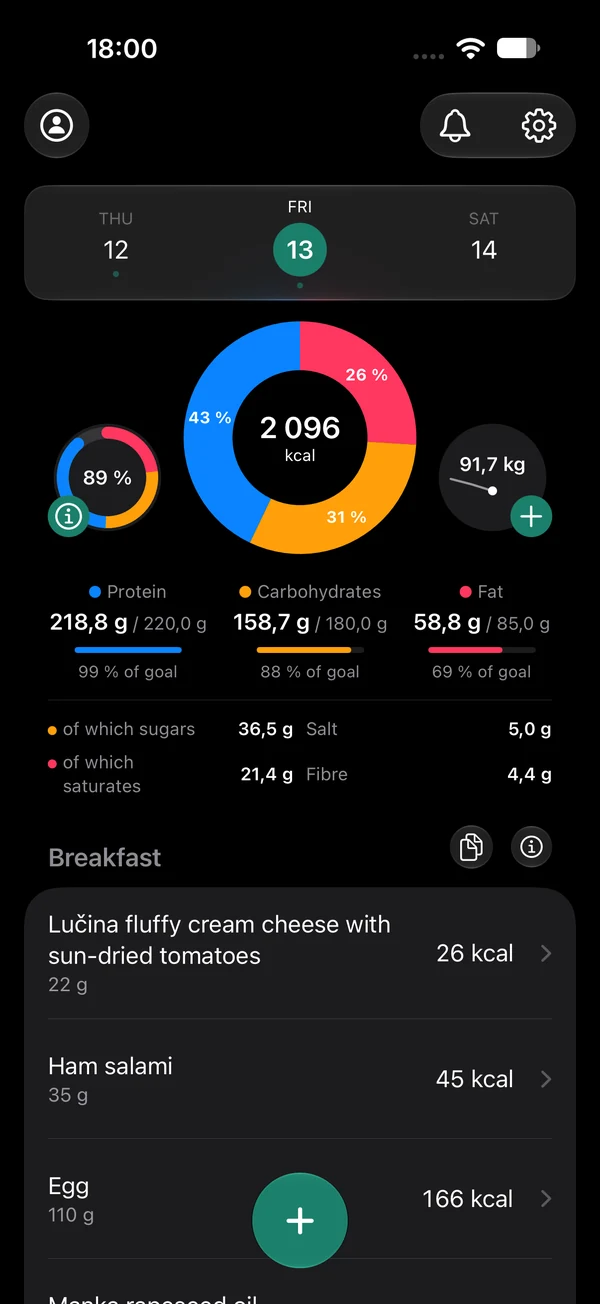 18:00
THU
FRI
SAT
12
13
14
26 %
43 %
31 %
2 096
kcal
89 %
91,7 kg
Protein
Carbohydrates
Fat
218,8 g / 220,0 g
158,7 g / 180,0 g
58,8 g / 85,0 g
99 % of goal
88 % of goal
69 % of goal
of which sugars
36,5 g
Salt
5,0 g
of which
saturates
21,4 g
Fibre
4,4 g
Breakfast
Lučina fluffy cream cheese with
sun-dried tomatoes
22 g
26 kcal
Ham salami
35 g
45 kcal
Egg
110 g
166 kcal